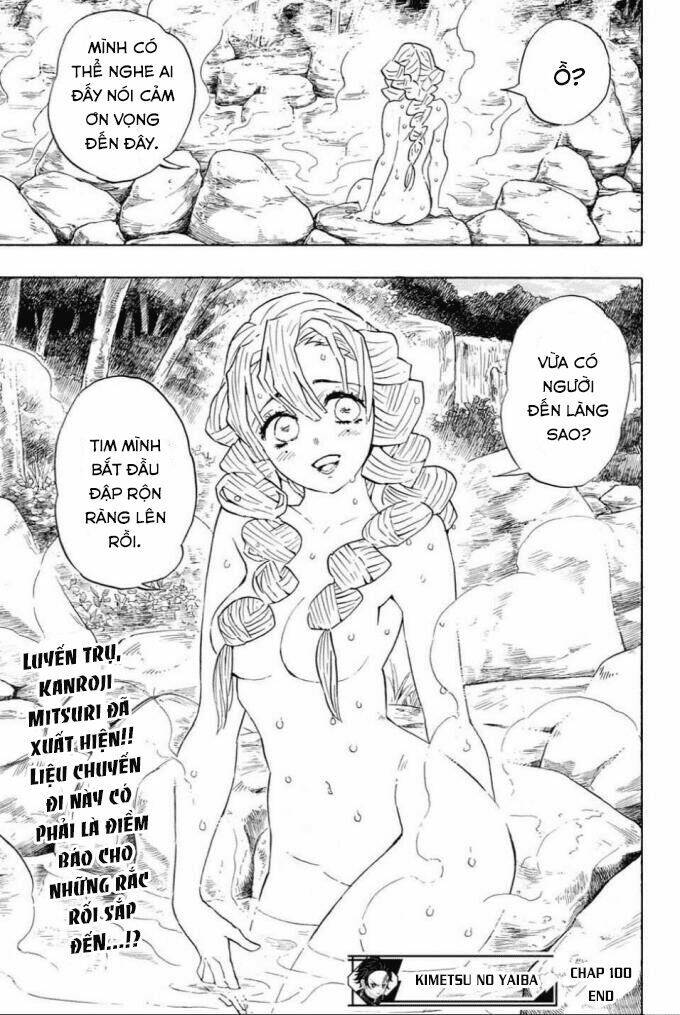 Ồ?
MÌNH CÓ
THỂ NGHE AI
ĐẤY NÓI CẢM
ƠN VỌNG
ĐẾN ĐÂY.
VỪA CÓ
NGƯỜI
ĐẾN LÀNG
SAO?
TIM MÌNH
BẮT ĐẦU
ĐẬP RỘN
RÀNG LÊN
RỒI.
LUYẾN TRỤ,
KANROJI
MITSURI ĐÃ
XUẤT HIỆN!!
LIỆU CHUYẾN
ĐI NÀY CÓ
PHẢI LÀ ĐIỀM
BÁO CHO
NHỮNG RẮC
RỐI SẮP
ĐẾN...!?
KIMETSU NO YAIBA
CHAP 100
END